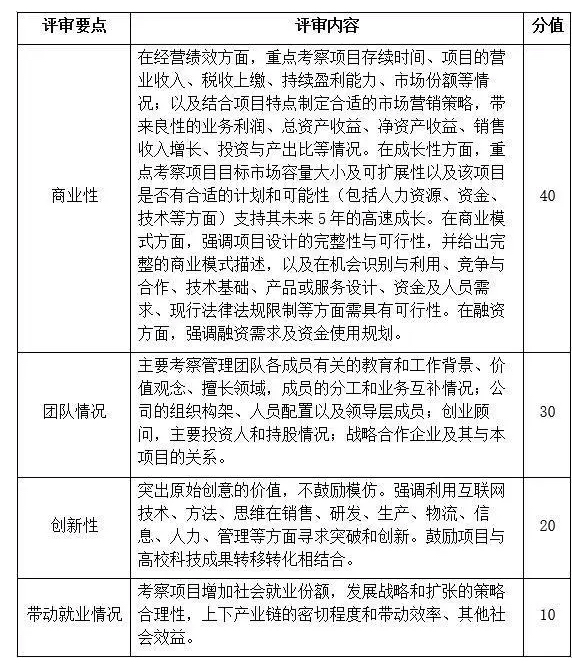 评审要点 评审内容 分值
在经营绩效方面，重点考察项目存续时间、项目的营
业收入、税收上缴、持续盈利能力、市场份额等情
况；以及结合项目特点制定合适的市场营销策略，带
来良性的业务利润、总资产收益、净资产收益、销售
收入增长、投资与产出比等情况。在成长性方面，重
点考察项目目标市场容量大小及可扩展性以及该项目
商业性 是否有合适的计划和可能性（包括人力资源、资金、 40
技术等方面）支持其未来5年的高速成长。在商业模
式方面，强调项目设计的完整性与可行性，并给出完
整的商业模式描述，以及在机会识别与利用、竞争与
合作、技术基础、产品或服务设计、资金及人员需
求、现行法律法规限制等方面需具有可行性。在融资
方面，强调融资需求及资金使用规划。
主要考察管理团队各成员有关的教育和工作背景、价
值观念、擅长领域，成员的分工和业务互补情况；公
团队情况 司的组织构架、人员配置以及领导层成员；创业顾 30
问，主要投资人和持股情况；战略合作企业及其与本
项目的关系。
突出原始创意的价值，不鼓励模仿。强调利用互联网
创新性 技术、方法、思维在销售、研发、生产、物流、信 20
息、人力、管理等方面寻求突破和创新。鼓励项目与
高校科技成果转移转化相结合。
考察项目增加社会就业份额，发展战略和扩张的策略
带动就业情况 合理性，上下产业链的密切程度和带动效率、其他社 10
会效益。